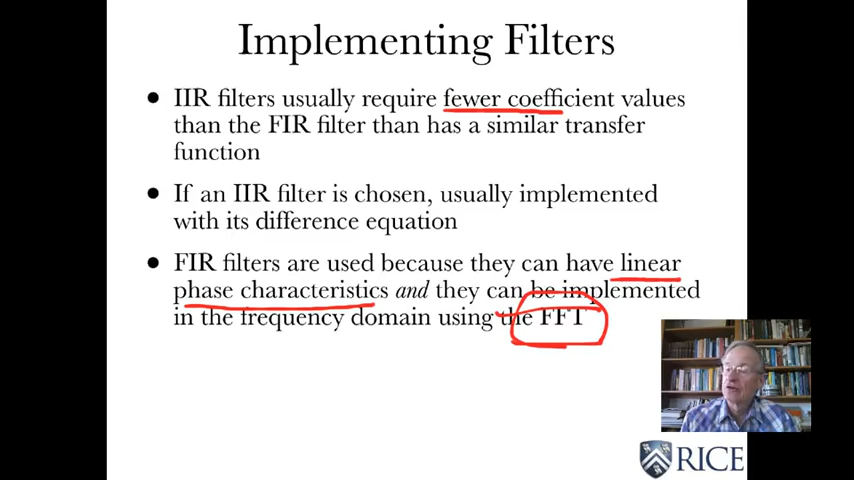 Implementing Filters
• IIR filters usually require fewer coefficient values
than the FIR filter than has a similar transfer
function
• If an IIR filter is chosen, usually implemented
with its difference equation
• FIR filters are used because they can have linear
phase characteristics and they can be implemented
in the frequency domain using the FFT
RICE